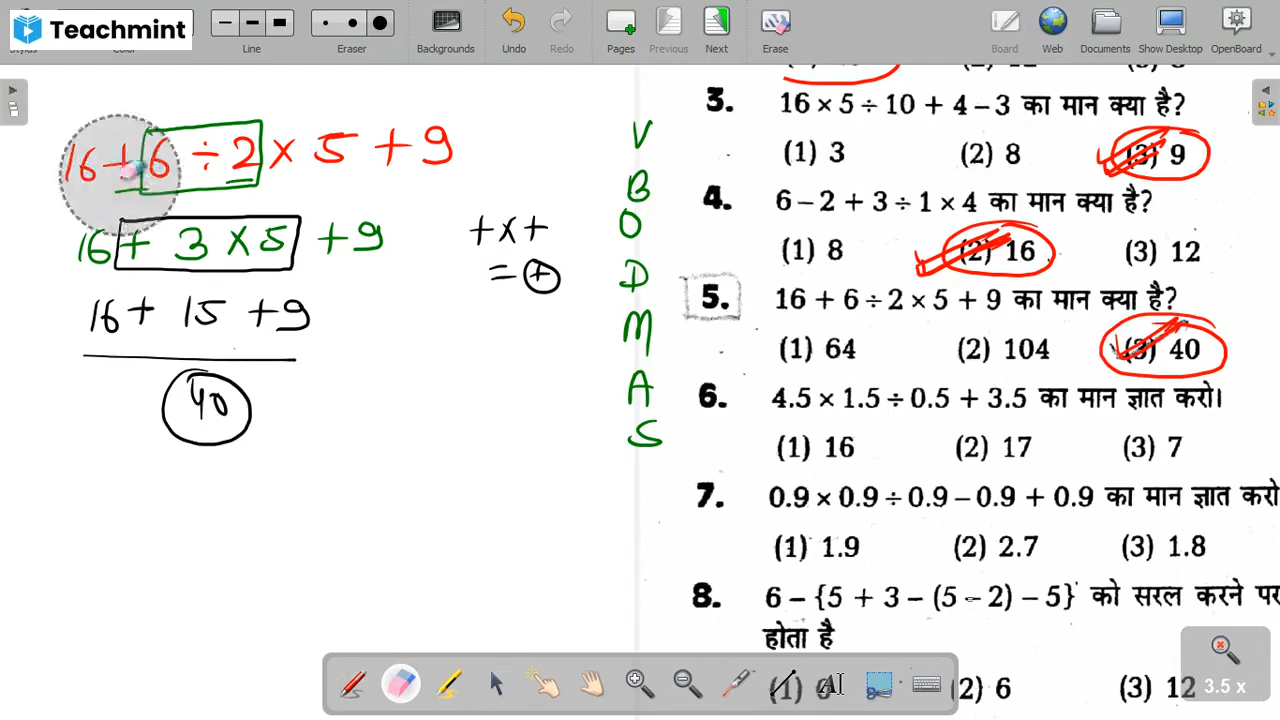 Teachmint
Line
Eraser
Backgrounds
Undo
Redo
Pages
Previous
Next
Erase
Board
Web
Documents
Show Desktop
OpenBoard
16 + 6 ÷ 2 × 5 + 9
16 + 3 × 5 + 9
16 + 15 + 9
40
+ × +
= +
V
B
O
D
M
A
S
3. 16 × 5 ÷ 10 + 4 – 3 का मान क्या है?
(1) 3 (2) 8 (3) 9
4. 6 – 2 + 3 ÷ 1 × 4 का मान क्या है?
(1) 8 (2) 16 (3) 12
5. 16 + 6 ÷ 2 × 5 + 9 का मान क्या है?
(1) 64 (2) 104 (3) 40
6. 4.5 × 1.5 ÷ 0.5 + 3.5 का मान ज्ञात करो।
(1) 16 (2) 17 (3) 7
7. 0.9 × 0.9 ÷ 0.9 – 0.9 + 0.9 का मान ज्ञात करो
(1) 1.9 (2) 2.7 (3) 1.8
8. 6 – {5 + 3 – (5 – 2) – 5} को सरल करने पर
होता है
(2) 6 (3) 12
3.5 x